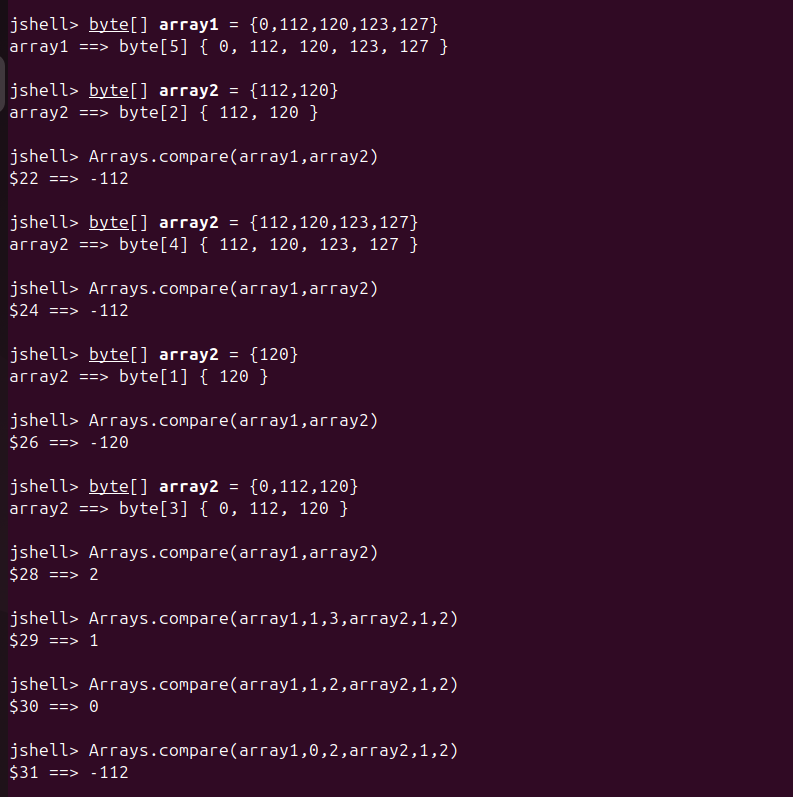 jshell> byte[] array1 = {0,112,120,123,127}
array1 ==> byte[5] { 0, 112, 120, 123, 127 }
jshell> byte[] array2 = {112,120}
array2 ==> byte[2] { 112, 120 }
jshell> Arrays.compare(array1,array2)
$22 ==> -112
jshell> byte[] array2 = {112,120,123,127}
array2 ==> byte[4] { 112, 120, 123, 127 }
jshell> Arrays.compare(array1,array2)
$24 ==> -112
jshell> byte[] array2 = {120}
array2 ==> byte[1] { 120 }
jshell> Arrays.compare(array1,array2)
$26 ==> -120
jshell> byte[] array2 = {0,112,120}
array2 ==> byte[3] { 0, 112, 120 }
jshell> Arrays.compare(array1,array2)
$28 ==> 2
jshell> Arrays.compare(array1,1,3,array2,1,2)
$29 ==> 1
jshell> Arrays.compare(array1,1,2,array2,1,2)
$30 ==> 0
jshell> Arrays.compare(array1,0,2,array2,1,2)
$31 ==> -112